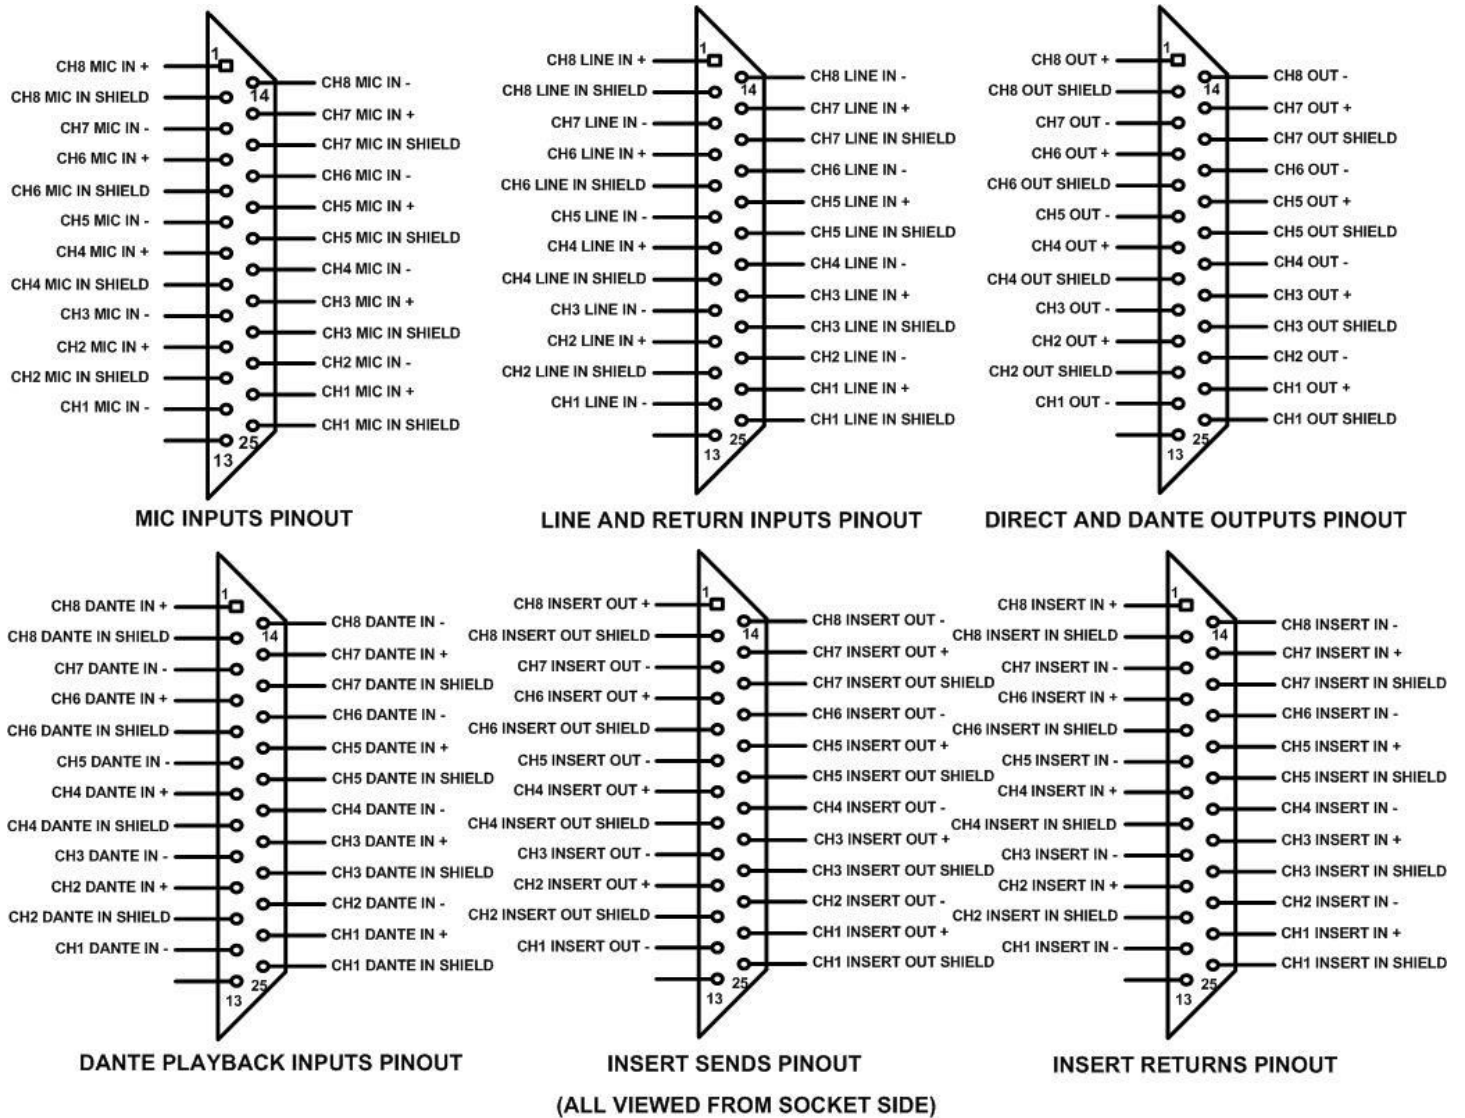 1
CH8 MIC IN +
CH8 MIC IN -
14
CH8 MIC IN SHIELD
CH7 MIC IN +
CH7 MIC IN -
CH7 MIC IN SHIELD
CH6 MIC IN +
CH6 MIC IN -
CH6 MIC IN SHIELD
CH5 MIC IN +
CH5 MIC IN -
CH5 MIC IN SHIELD
CH4 MIC IN +
CH4 MIC IN -
CH4 MIC IN SHIELD
CH3 MIC IN +
CH3 MIC IN -
CH3 MIC IN SHIELD
CH2 MIC IN +
CH2 MIC IN -
CH2 MIC IN SHIELD
CH1 MIC IN +
CH1 MIC IN -
CH1 MIC IN SHIELD
25
13
MIC INPUTS PINOUT
1
CH8 LINE IN +
CH8 LINE IN -
14
CH8 LINE IN SHIELD
CH7 LINE IN +
CH7 LINE IN -
CH7 LINE IN SHIELD
CH6 LINE IN +
CH6 LINE IN -
CH6 LINE IN SHIELD
CH5 LINE IN +
CH5 LINE IN -
CH5 LINE IN SHIELD
CH4 LINE IN +
CH4 LINE IN -
CH4 LINE IN SHIELD
CH3 LINE IN +
CH3 LINE IN -
CH3 LINE IN SHIELD
CH2 LINE IN +
CH2 LINE IN -
CH2 LINE IN SHIELD
CH1 LINE IN +
CH1 LINE IN -
CH1 LINE IN SHIELD
25
13
LINE AND RETURN INPUTS PINOUT
1
CH8 OUT +
CH8 OUT -
14
CH8 OUT SHIELD
CH7 OUT +
CH7 OUT -
CH7 OUT SHIELD
CH6 OUT +
CH6 OUT -
CH6 OUT SHIELD
CH5 OUT +
CH5 OUT -
CH5 OUT SHIELD
CH4 OUT +
CH4 OUT -
CH4 OUT SHIELD
CH3 OUT +
CH3 OUT -
CH3 OUT SHIELD
CH2 OUT +
CH2 OUT -
CH2 OUT SHIELD
CH1 OUT +
CH1 OUT -
CH1 OUT SHIELD
25
13
DIRECT AND DANTE OUTPUTS PINOUT
1
CH8 DANTE IN +
CH8 DANTE IN -
14
CH8 DANTE IN SHIELD
CH7 DANTE IN +
CH7 DANTE IN -
CH7 DANTE IN SHIELD
CH6 DANTE IN +
CH6 DANTE IN -
CH6 DANTE IN SHIELD
CH5 DANTE IN +
CH5 DANTE IN -
CH5 DANTE IN SHIELD
CH4 DANTE IN +
CH4 DANTE IN -
CH4 DANTE IN SHIELD
CH3 DANTE IN +
CH3 DANTE IN -
CH3 DANTE IN SHIELD
CH2 DANTE IN +
CH2 DANTE IN -
CH2 DANTE IN SHIELD
CH1 DANTE IN +
CH1 DANTE IN -
CH1 DANTE IN SHIELD
25
13
DANTE PLAYBACK INPUTS PINOUT
1
CH8 INSERT OUT +
CH8 INSERT OUT -
14
CH8 INSERT OUT SHIELD
CH7 INSERT OUT +
CH7 INSERT OUT -
CH7 INSERT OUT SHIELD
CH6 INSERT OUT +
CH6 INSERT OUT -
CH6 INSERT OUT SHIELD
CH5 INSERT OUT +
CH5 INSERT OUT -
CH5 INSERT OUT SHIELD
CH4 INSERT OUT +
CH4 INSERT OUT -
CH4 INSERT OUT SHIELD
CH3 INSERT OUT +
CH3 INSERT OUT -
CH3 INSERT OUT SHIELD
CH2 INSERT OUT +
CH2 INSERT OUT -
CH2 INSERT OUT SHIELD
CH1 INSERT OUT +
CH1 INSERT OUT -
CH1 INSERT OUT SHIELD
25
13
INSERT SENDS PINOUT
1
CH8 INSERT IN +
CH8 INSERT IN -
14
CH8 INSERT IN SHIELD
CH7 INSERT IN +
CH7 INSERT IN -
CH7 INSERT IN SHIELD
CH6 INSERT IN +
CH6 INSERT IN -
CH6 INSERT IN SHIELD
CH5 INSERT IN +
CH5 INSERT IN -
CH5 INSERT IN SHIELD
CH4 INSERT IN +
CH4 INSERT IN -
CH4 INSERT IN SHIELD
CH3 INSERT IN +
CH3 INSERT IN -
CH3 INSERT IN SHIELD
CH2 INSERT IN +
CH2 INSERT IN -
CH2 INSERT IN SHIELD
CH1 INSERT IN +
CH1 INSERT IN -
CH1 INSERT IN SHIELD
25
13
INSERT RETURNS PINOUT
(ALL VIEWED FROM SOCKET SIDE)